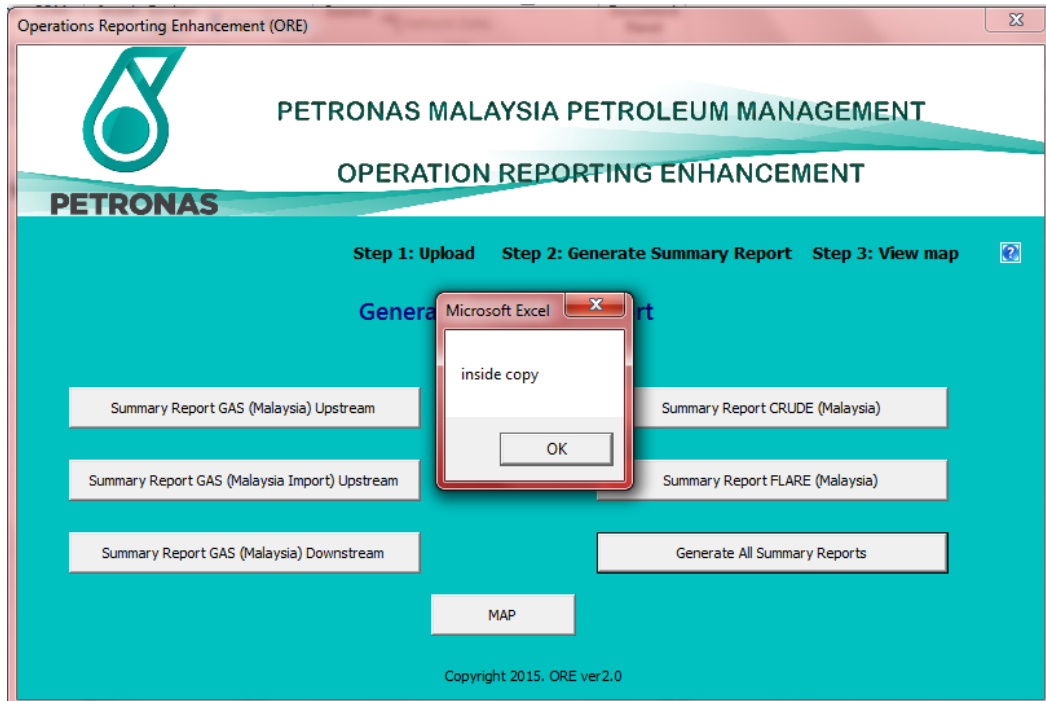 Operations Reporting Enhancement (ORE)
PETRONAS MALAYSIA PETROLEUM MANAGEMENT
OPERATION REPORTING ENHANCEMENT
PETRONAS
Step 1: Upload Step 2: Generate Summary Report Step 3: View map
Microsoft Excel
inside copy
OK
Summary Report GAS (Malaysia) Upstream
Summary Report CRUDE (Malaysia)
Summary Report GAS (Malaysia Import) Upstream
Summary Report FLARE (Malaysia)
Summary Report GAS (Malaysia) Downstream
Generate All Summary Reports
MAP
Copyright 2015. ORE ver2.0